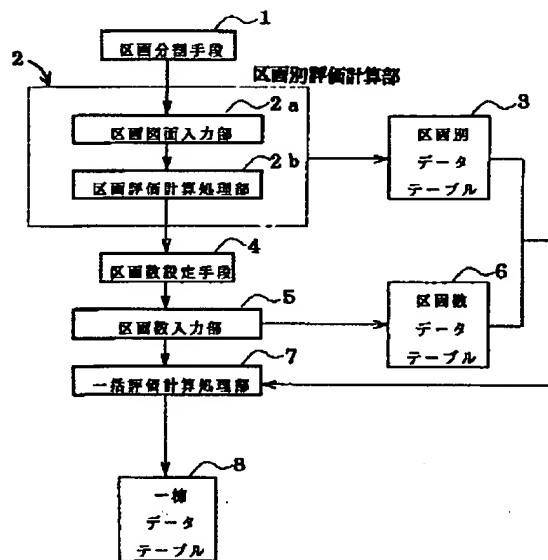 1
区画分割手段
2
区画別評価計算部
2a
区画図面入力部
2b
区画評価計算処理部
3
区画別
データ
テーブル
4
区画数設定手段
5
区画数入力部
6
区画数
データ
テーブル
7
一括評価計算処理部
8
一棟
データ
テーブル